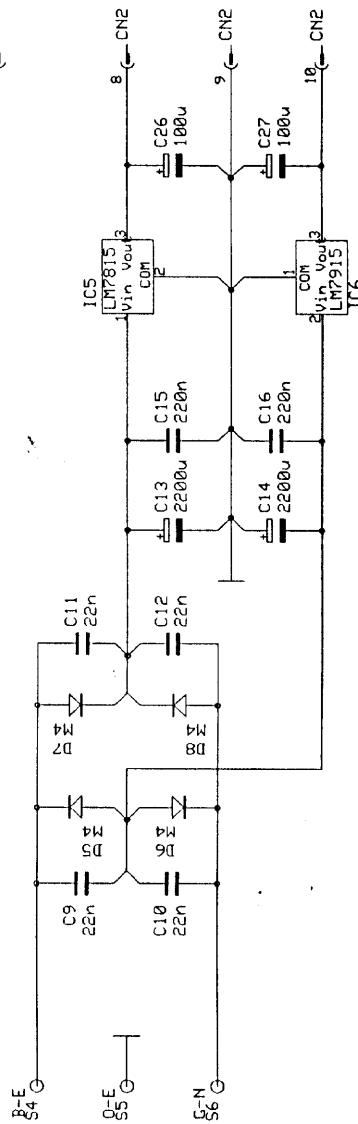 B-E
S4
O-E
S5
G-N
S6
C9
22n
C10
22n
D5
M4
D6
M4
D7
M4
D8
M4
C11
22n
C12
22n
C13
2200u
C14
2200u
C15
220n
C16
220n
IC5
LM7815
Vin Vout
COM
1
3
2
IC6
LM7915
Vin Vout
COM
2
3
1
C26
100u
C27
100u
8
CN2
9
CN2
10
CN2
+
+
+
+